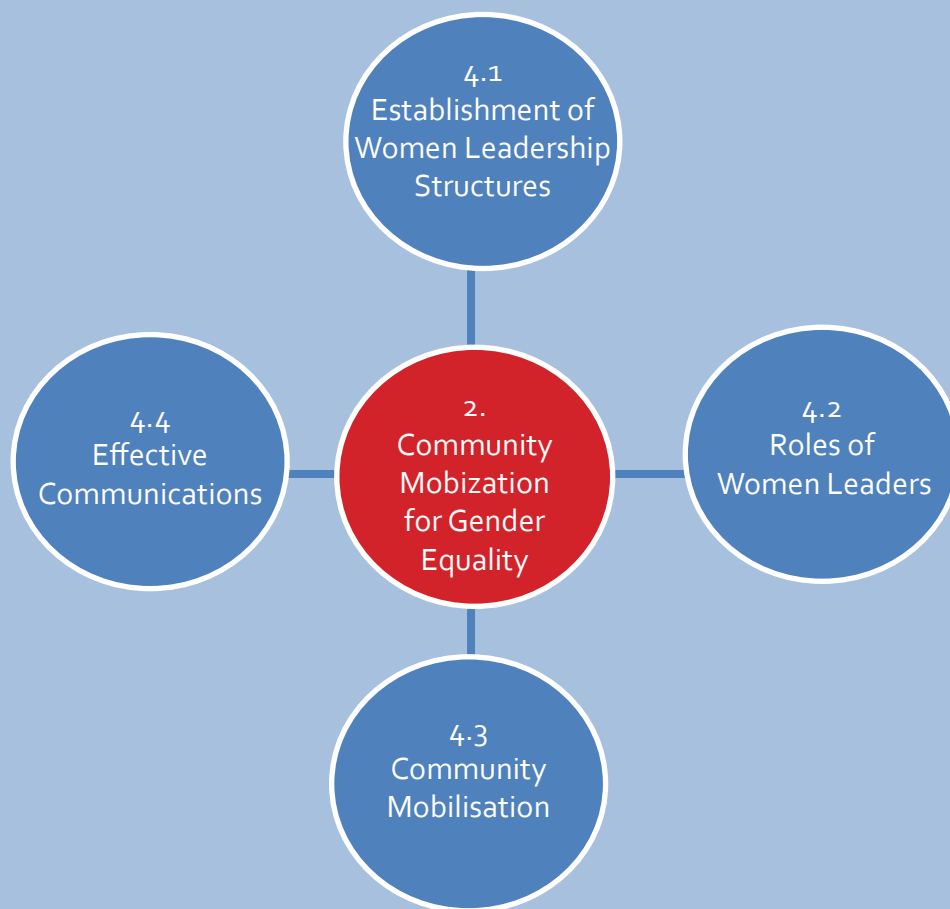 4.1
Establishment of
Women Leadership
Structures
4.4
Effective
Communications
2.
Community
Mobization
for Gender
Equality
4.2
Roles of
Women Leaders
4.3
Community
Mobilisation